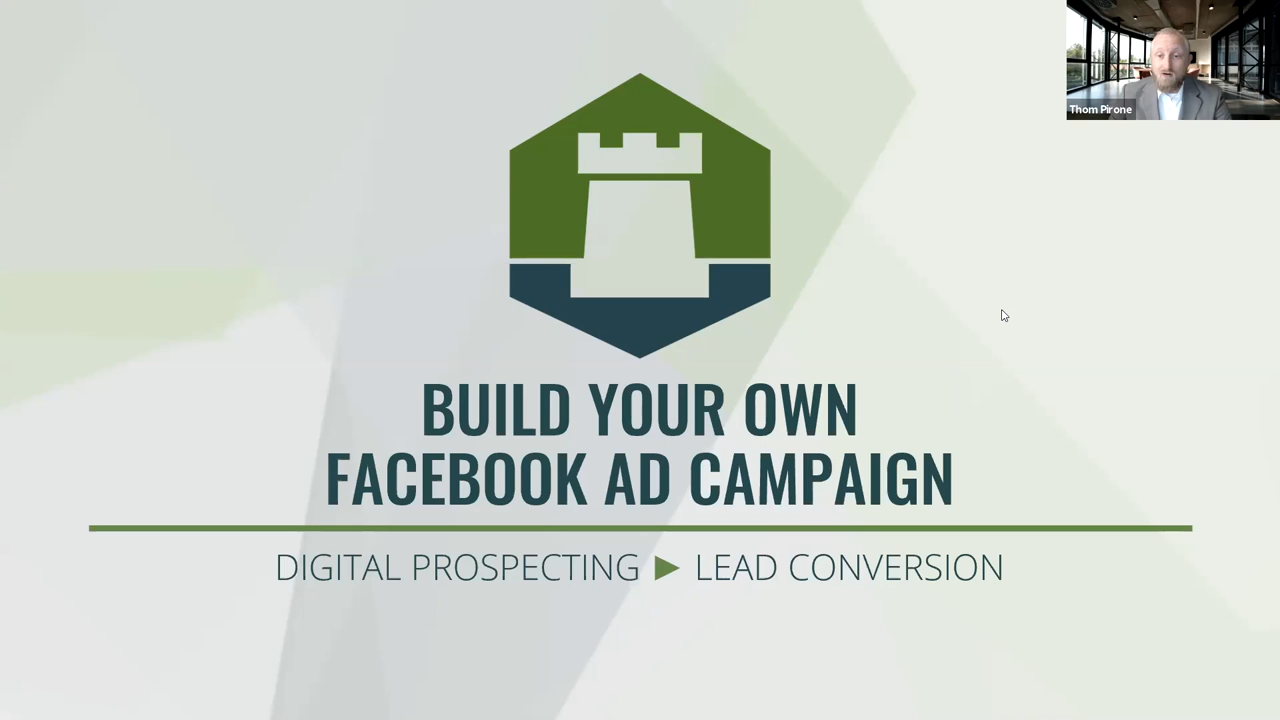 Thom Pirone
BUILD YOUR OWN
FACEBOOK AD CAMPAIGN
DIGITAL PROSPECTING ► LEAD CONVERSION